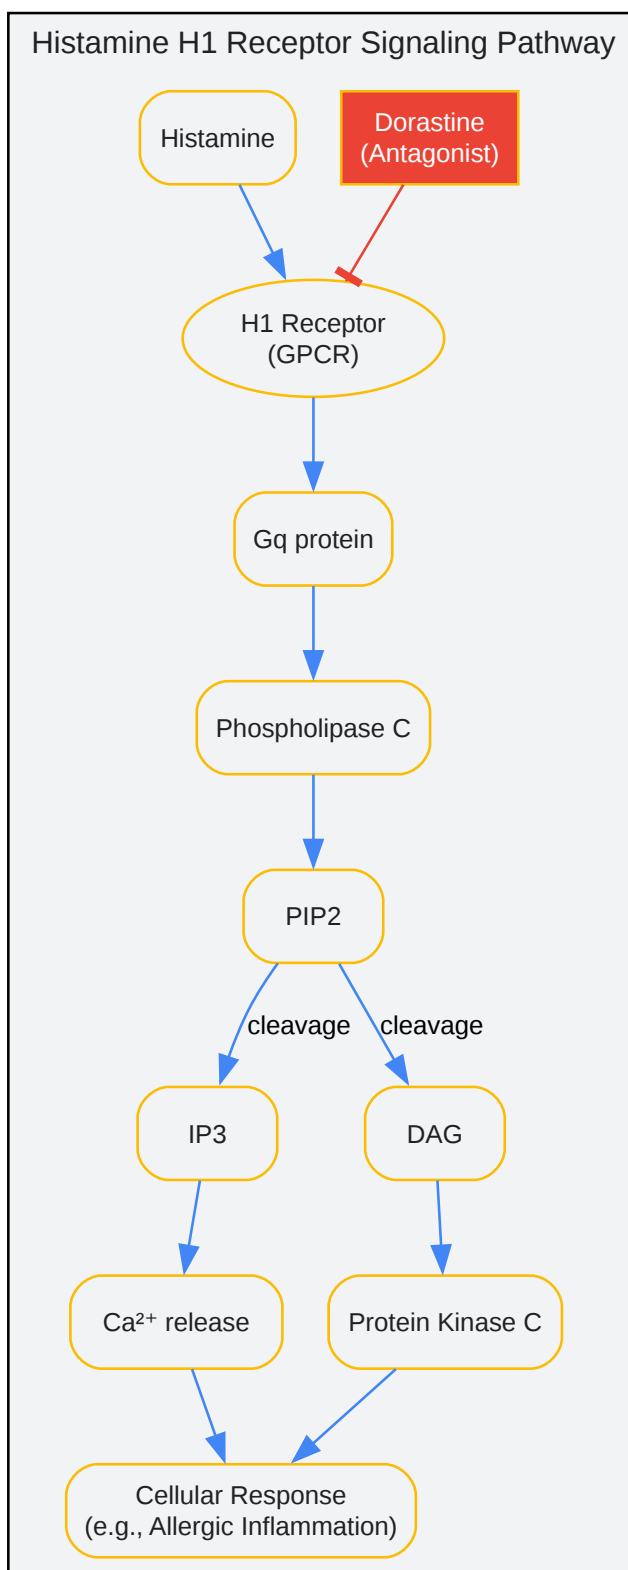 Histamine H1 Receptor Signaling Pathway
Histamine
Dorastine
(Antagonist)
H1 Receptor
(GPCR)
Gq protein
Phospholipase C
PIP2
cleavage
cleavage
IP3
DAG
Ca²⁺ release
Protein Kinase C
Cellular Response
(e.g., Allergic Inflammation)